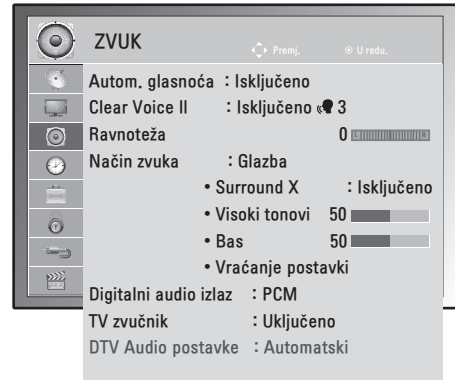 ZVUK Premj. U redu.
Autom. glasnoća : Isključeno
Clear Voice II : Isključeno 3
Ravnoteža 0 L R
Način zvuka : Glazba
• Surround X : Isključeno
• Visoki tonovi 50
• Bas 50
• Vraćanje postavki
Digitalni audio izlaz : PCM
TV zvučnik : Uključeno
DTV Audio postavke : Automatski